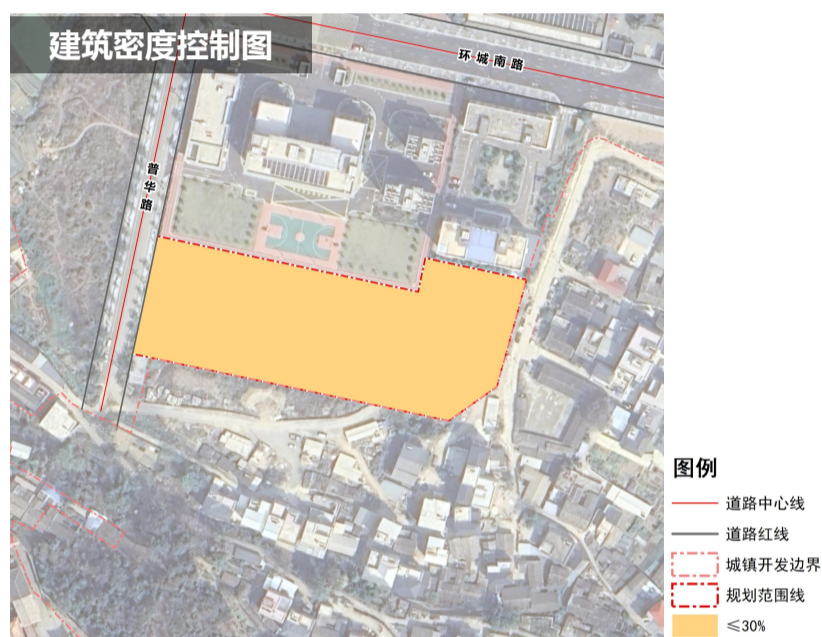 建筑密度控制图
环城南路
普华路
图例
道路中心线
道路红线
城镇开发边界
规划范围线
≤30%